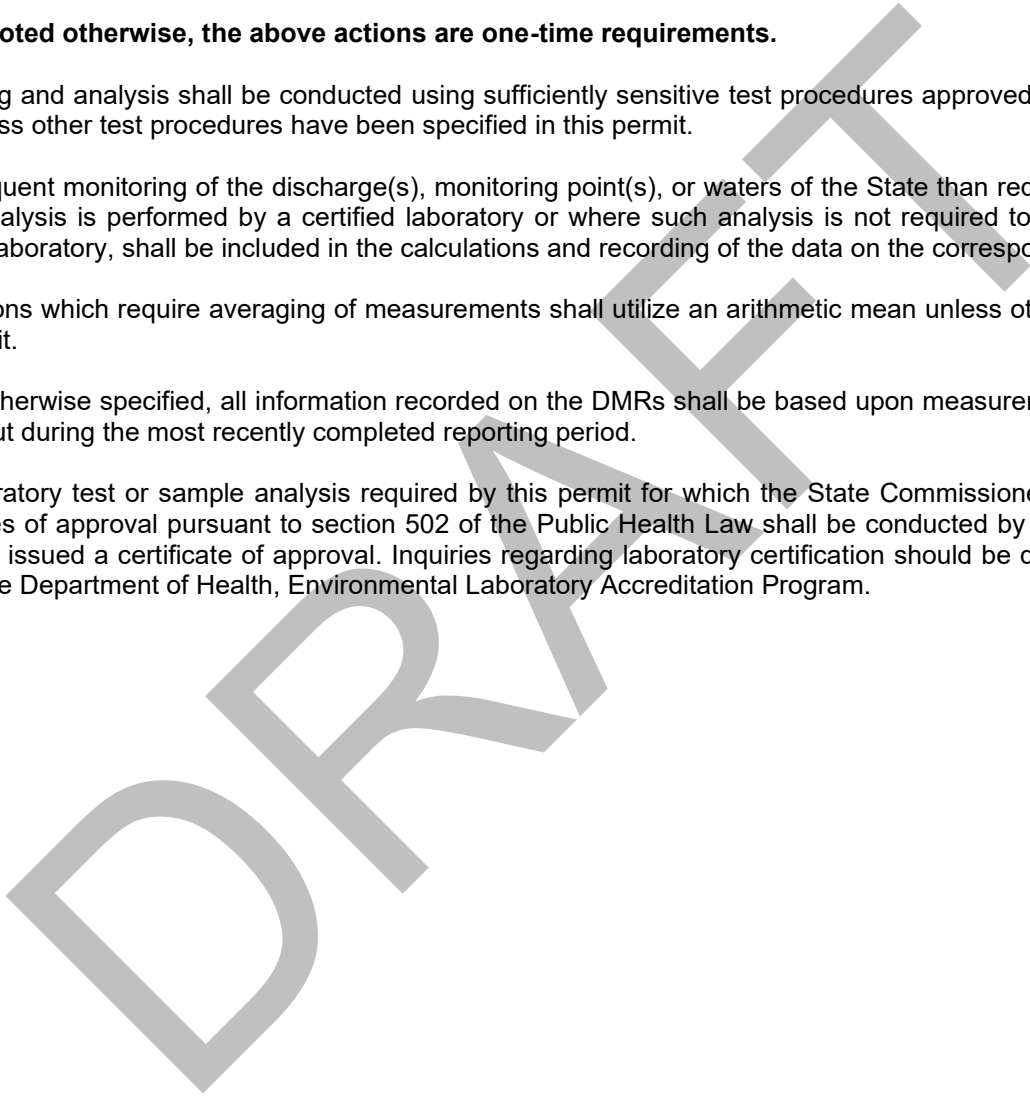 oted otherwise, the above actions are one-time requirements.
g and analysis shall be conducted using sufficiently sensitive test procedures approved
ss other test procedures have been specified in this permit.
quent monitoring of the discharge(s), monitoring point(s), or waters of the State than rec
alysis is performed by a certified laboratory or where such analysis is not required to
aboratory, shall be included in the calculations and recording of the data on the correspo
ons which require averaging of measurements shall utilize an arithmetic mean unless ot
it.
herwise specified, all information recorded on the DMRs shall be based upon measurer
ut during the most recently completed reporting period.
ratory test or sample analysis required by this permit for which the State Commissione
es of approval pursuant to section 502 of the Public Health Law shall be conducted by
issued a certificate of approval. Inquiries regarding laboratory certification should be d
e Department of Health, Environmental Laboratory Accreditation Program.
DRAFT